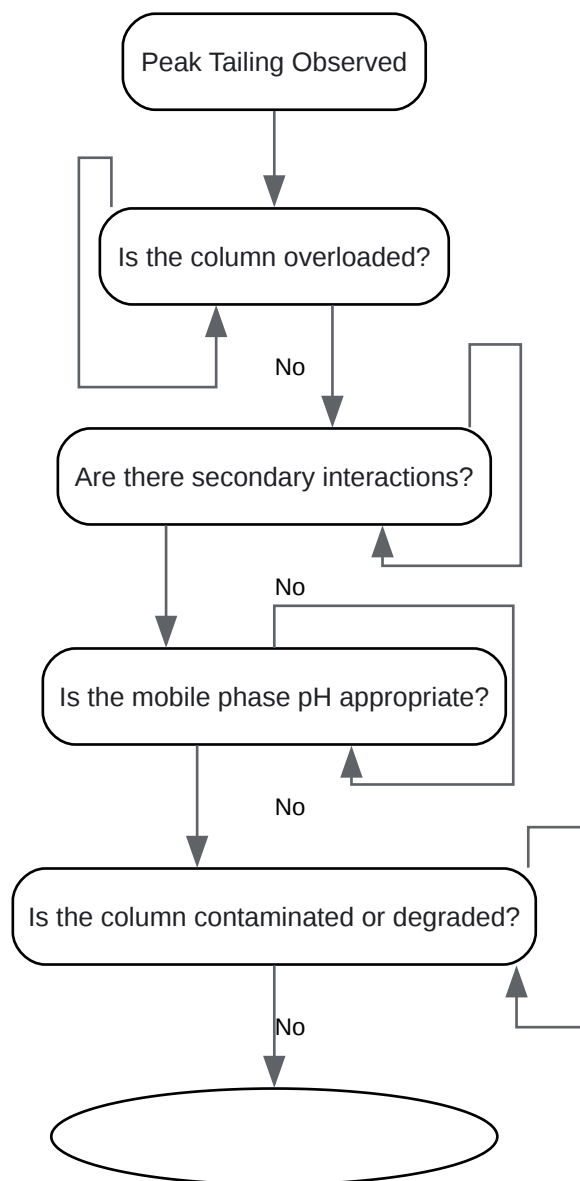 Peak Tailing Observed
Is the column overloaded?
No
Are there secondary interactions?
No
Is the mobile phase pH appropriate?
No
Is the column contaminated or degraded?
No